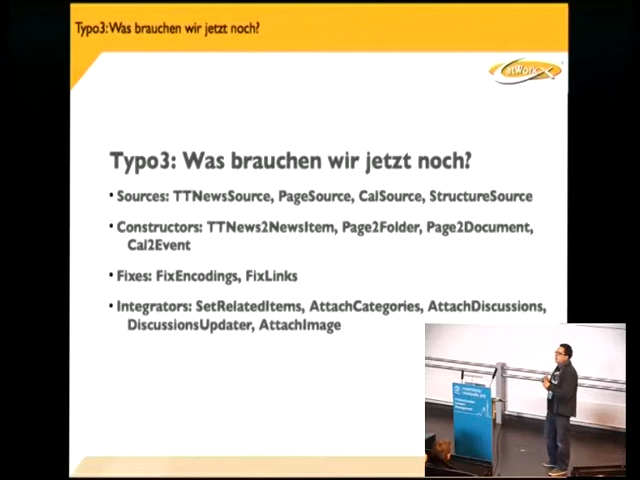 Typo3: Was brauchen wir jetzt noch?
atWorkX
Typo3: Was brauchen wir jetzt noch?
• Sources: TTNewsSource, PageSource, CalSource, StructureSource
• Constructors: TTNews2NewsItem, Page2Folder, Page2Document,
Cal2Event
• Fixes: FixEncodings, FixLinks
• Integrators: SetRelatedItems, AttachCategories, AttachDiscussions,
DiscussionsUpdater, AttachImage